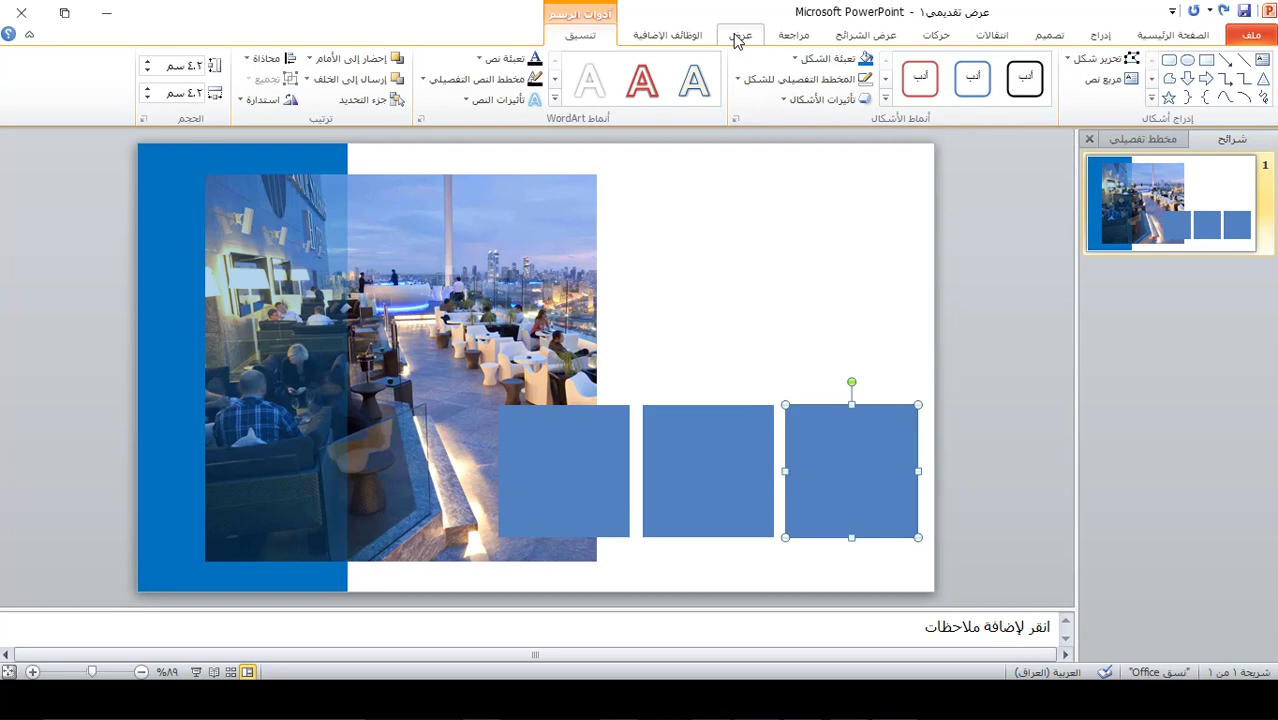 عرض تقديمي١ - Microsoft PowerPoint
أدوات الرسم
ملف
الصفحة الرئيسية
إدراج
تصميم
انتقالات
حركات
عرض الشرائح
مراجعة
عرض
الوظائف الإضافية
تنسيق
تحرير شكل
مربع نص
إدراج أشكال
أنب
أنب
أنب
تعبئة الشكل
المخطط التفصيلي للشكل
تأثيرات الأشكال
أنماط الأشكال
A
A
A
تعبئة نص
مخطط النص التفصيلي
تأثيرات النص
أنماط WordArt
إحضار إلى الأمام
إرسال إلى الخلف
جزء التحديد
محاذاة
تجميع
استدارة
ترتيب
٤.٢ سم
٤.٢ سم
الحجم
شرائح
مخطط تفصيلي
1
انقر لإضافة ملاحظات
شريحة ١ من ١
"نسق Office"
العربية (العراق)
٨٩%